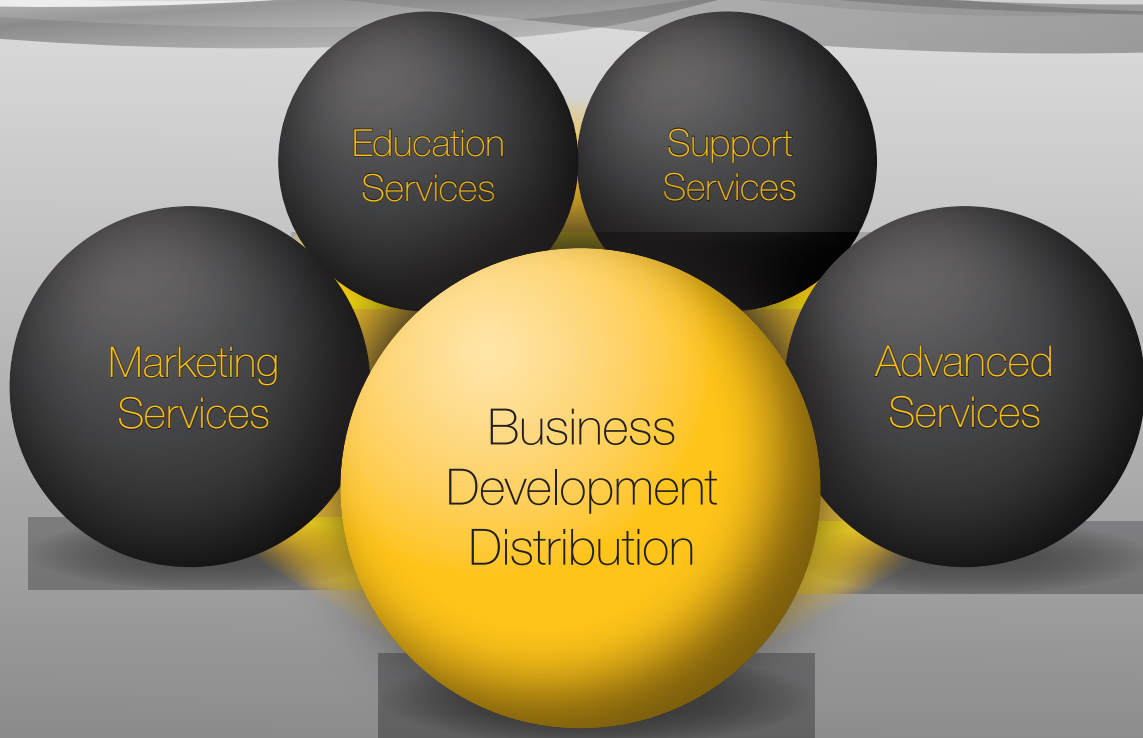 Education
Services
Support
Services
Marketing
Services
Advanced
Services
Business
Development
Distribution